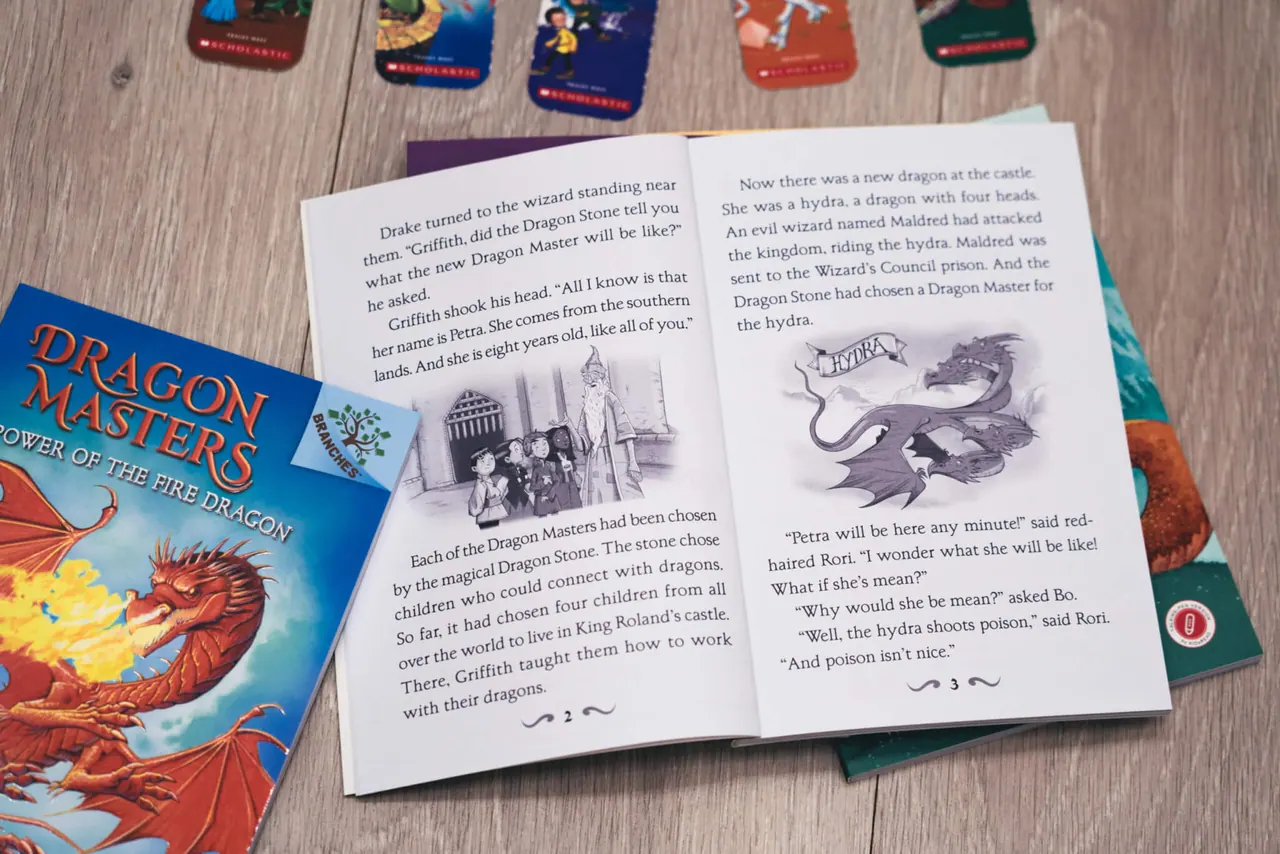 SCHOLASTIC
SCHOLASTIC
SCHOLASTIC
SCHOLASTIC
SCHOLASTIC
DRAGON
MASTERS
POWER OF THE FIRE DRAGON
BRANCHES
Drake turned to the wizard standing near
them. “Griffith, did the Dragon Stone tell you
what the new Dragon Master will be like?”
he asked.
Griffith shook his head. “All I know is that
her name is Petra. She comes from the southern
lands. And she is eight years old, like all of you.”
Each of the Dragon Masters had been chosen
by the magical Dragon Stone. The stone chose
children who could connect with dragons.
So far, it had chosen four children from all
over the world to live in King Roland’s castle.
There, Griffith taught them how to work
with their dragons.
2
Now there was a new dragon at the castle.
She was a hydra, a dragon with four heads.
An evil wizard named Maldred had attacked
the kingdom, riding the hydra. Maldred was
sent to the Wizard’s Council prison. And the
Dragon Stone had chosen a Dragon Master for
the hydra.
HYDRA
“Petra will be here any minute!” said red-
haired Rori. “I wonder what she will be like!
What if she’s mean?”
“Why would she be mean?” asked Bo.
“Well, the hydra shoots poison,” said Rori.
“And poison isn’t nice.”
3